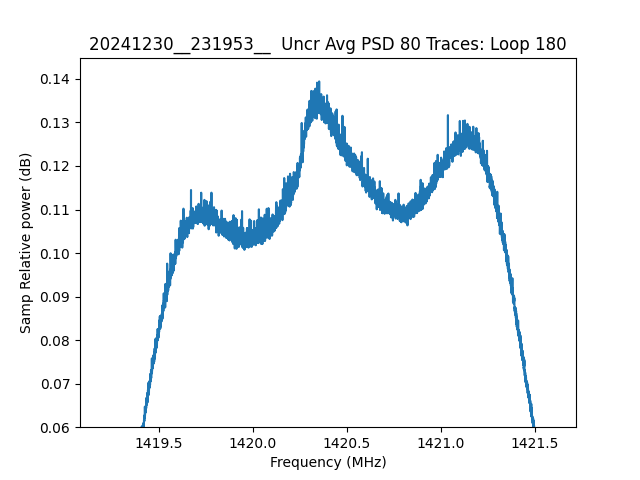 20241230__231953__  Uncr Avg PSD 80 Traces: Loop 180
Samp Relative power (dB)
0.14
0.13
0.12
0.11
0.10
0.09
0.08
0.07
0.06
1419.5 1420.0 1420.5 1421.0 1421.5
Frequency (MHz)